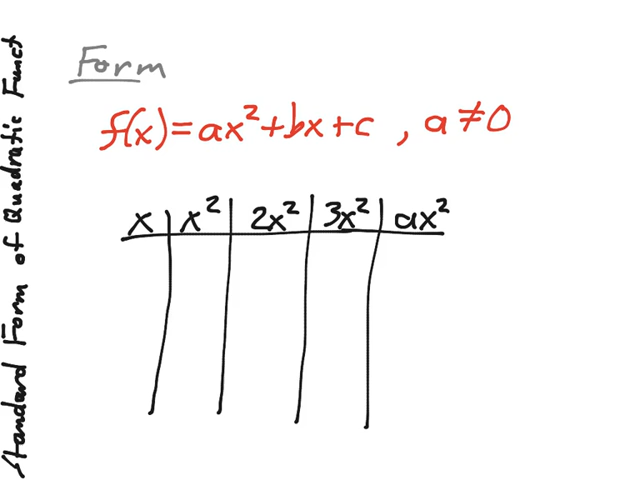 Standard Form of Quadratic Funct
Form
f(x)=ax²+bx+c , a≠0
x x² 2x² 3x² ax²